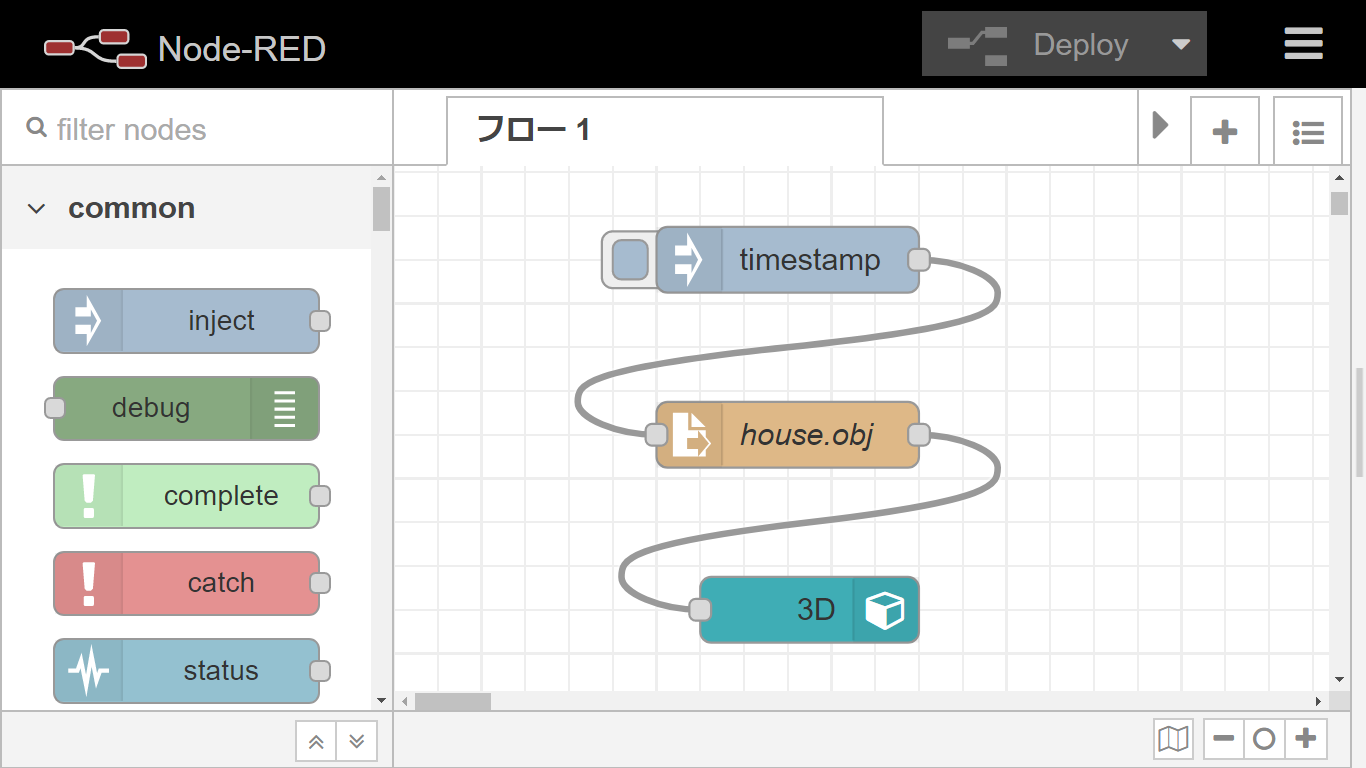 Node-RED
Deploy
filter nodes
フロー 1
common
inject
debug
complete
catch
status
timestamp
house.obj
3D